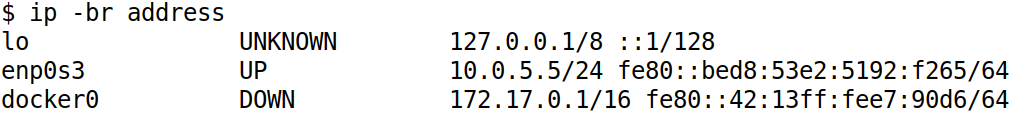 $ ip -br address
lo               UNKNOWN        127.0.0.1/8 ::1/128
enp0s3           UP             10.0.5.5/24 fe80::bed8:53e2:5192:f265/64
docker0          DOWN           172.17.0.1/16 fe80::42:13ff:fee7:90d6/64